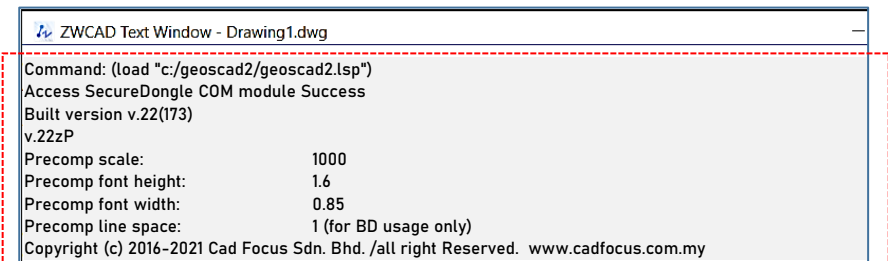 ZWCAD Text Window - Drawing1.dwg
Command: (load "c:/geoscad2/geoscad2.lsp")
Access SecureDongle COM module Success
Built version v.22(173)
v.22zP
Precomp scale: 1000
Precomp font height: 1.6
Precomp font width: 0.85
Precomp line space: 1 (for BD usage only)
Copyright (c) 2016-2021 Cad Focus Sdn. Bhd. /all right Reserved. www.cadfocus.com.my